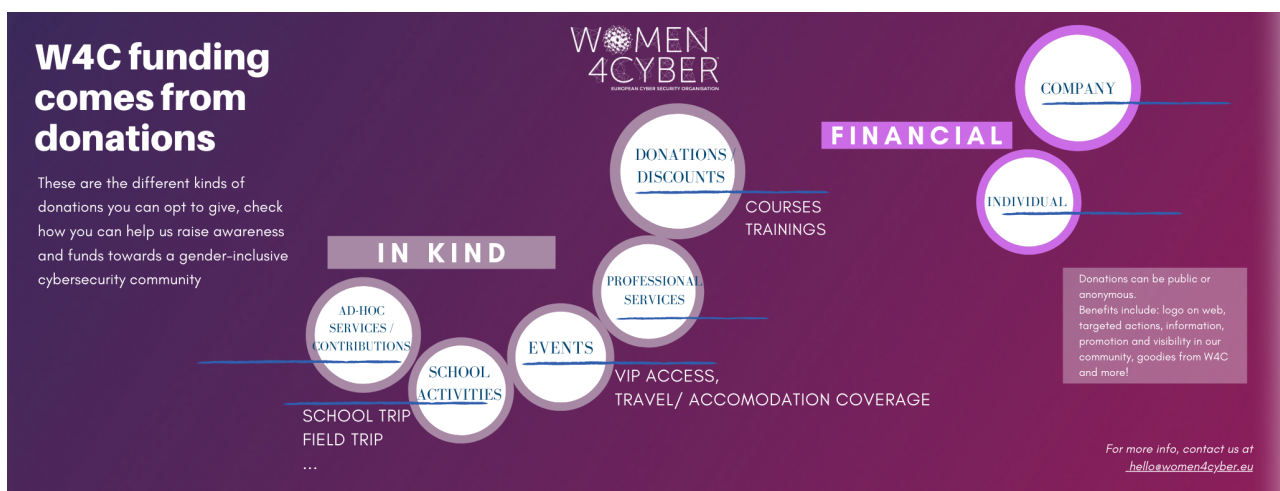 W4C funding
comes from
donations
These are the different kinds of
donations you can opt to give, check
how you can help us raise awareness
and funds towards a gender-inclusive
cybersecurity community
WOMEN
4CYBER
EUROPEAN CYBER SECURITY ORGANISATION
IN KIND
AD-HOC
SERVICES /
CONTRIBUTIONS
SCHOOL
ACTIVITIES
SCHOOL TRIP
FIELD TRIP
...
EVENTS
VIP ACCESS,
TRAVEL/ ACCOMODATION COVERAGE
PROFESSIONAL
SERVICES
DONATIONS /
DISCOUNTS
COURSES
TRAININGS
FINANCIAL
COMPANY
INDIVIDUAL
Donations can be public or
anonymous.
Benefits include: logo on web,
targeted actions, information,
promotion and visibility in our
community, goodies from W4C
and more!
For more info, contact us at
hello@women4cyber.eu